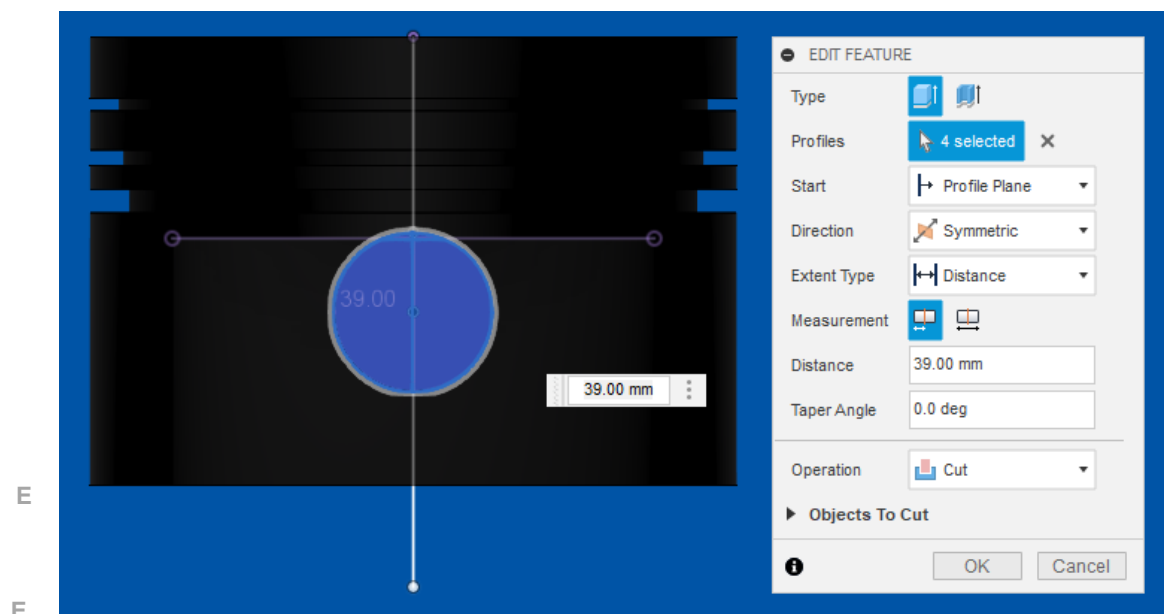 EDIT FEATURE
Type
Profiles 4 selected
Start Profile Plane
Direction Symmetric
Extent Type Distance
Measurement
Distance 39.00 mm
Taper Angle 0.0 deg
Operation Cut
Objects To Cut
OK Cancel
39.00
39.00 mm
E
E